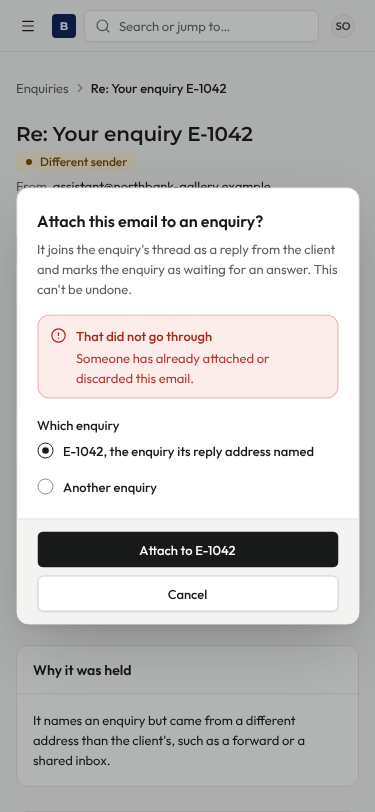 B
Search or jump to...
SO
Enquiries
Re: Your enquiry E-1042
Re: Your enquiry E-1042
Different sender
From assistant@northbank-gallery.example
Attach this email to an enquiry?
It joins the enquiry's thread as a reply from the client
and marks the enquiry as waiting for an answer. This
can't be undone.
That did not go through
Someone has already attached or
discarded this email.
Which enquiry
E-1042, the enquiry its reply address named
Another enquiry
Attach to E-1042
Cancel
Why it was held
It names an enquiry but came from a different
address than the client's, such as a forward or a
shared inbox.